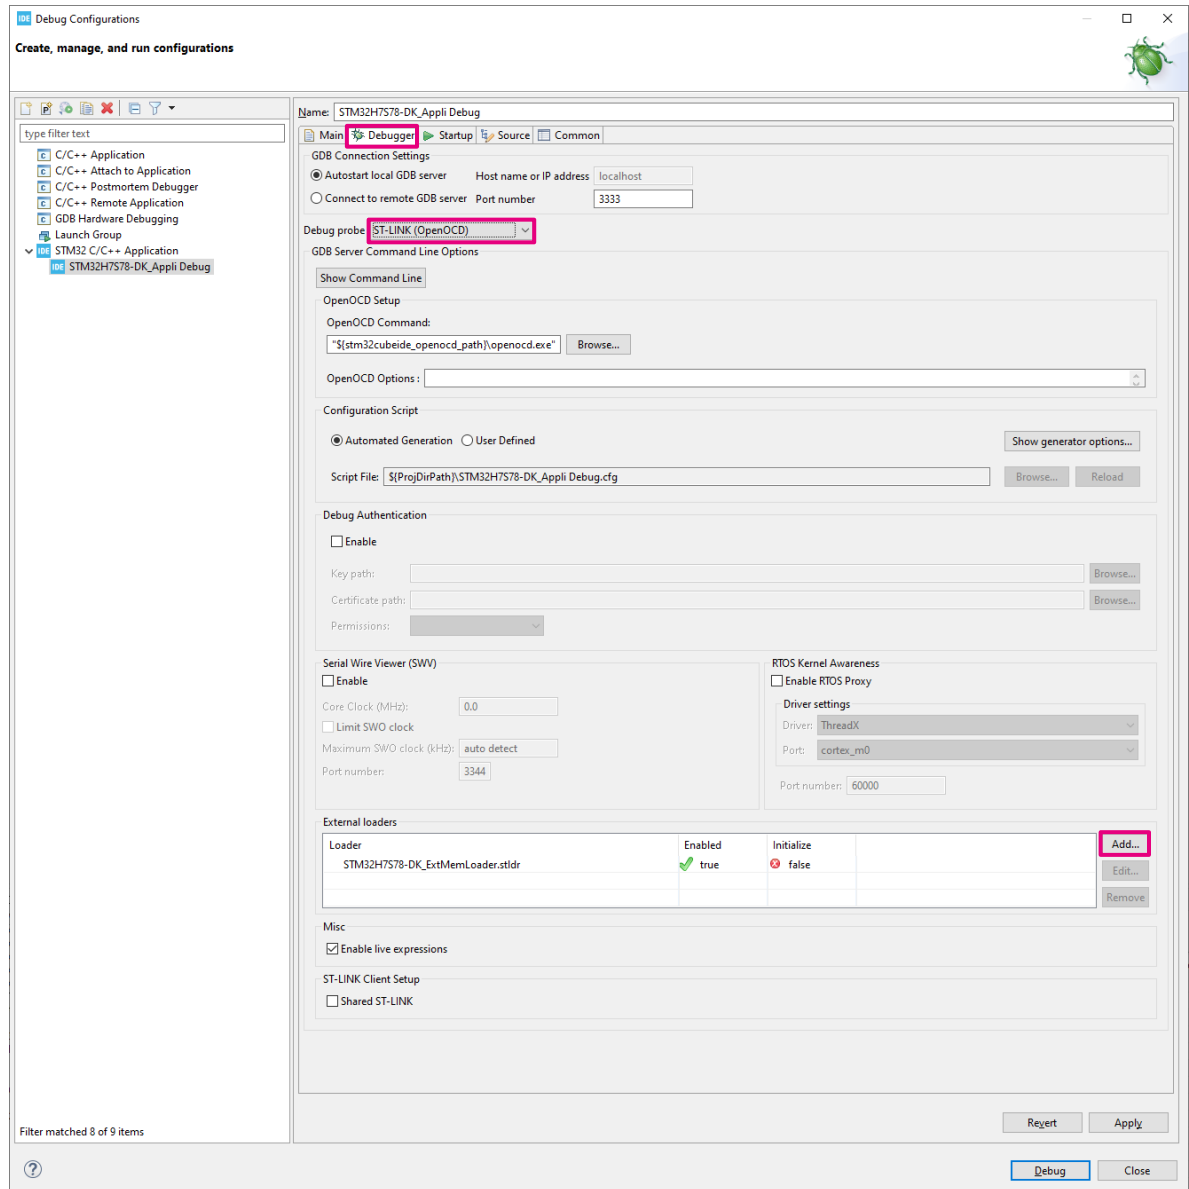 IDE Debug Configurations
Create, manage, and run configurations
type filter text
C/C++ Application
C/C++ Attach to Application
C/C++ Postmortem Debugger
C/C++ Remote Application
GDB Hardware Debugging
Launch Group
IDE STM32 C/C++ Application
IDE STM32H7S78-DK_Appli Debug
Filter matched 8 of 9 items
Name: STM32H7S78-DK_Appli Debug
Main Debugger Startup Source Common
GDB Connection Settings
Autostart local GDB server Host name or IP address localhost
Connect to remote GDB server Port number 3333
Debug probe ST-LINK (OpenOCD)
GDB Server Command Line Options
Show Command Line
OpenOCD Setup
OpenOCD Command:
"${stm32cubeide_openocd_path}\openocd.exe" Browse...
OpenOCD Options :
Configuration Script
Automated Generation User Defined Show generator options...
Script File: ${ProjDirPath}\STM32H7S78-DK_Appli Debug.cfg Browse... Reload
Debug Authentication
Enable
Key path: Browse...
Certificate path: Browse...
Permissions:
Serial Wire Viewer (SWV)
Enable
Core Clock (MHz): 0.0
Limit SWO clock
Maximum SWO clock (kHz): auto detect
Port number: 3344
RTOS Kernel Awareness
Enable RTOS Proxy
Driver settings
Driver: ThreadX
Port: cortex_m0
Port number: 60000
External loaders
Loader Enabled Initialize Add...
STM32H7S78-DK_ExtMemLoader.stldr true false Edit...
Remove
Misc
Enable live expressions
ST-LINK Client Setup
Shared ST-LINK
Revert Apply
? Debug Close